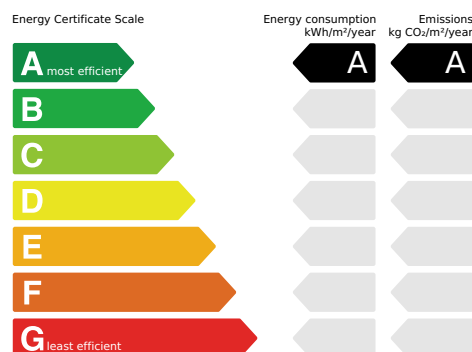 Energy Certificate Scale
Energy consumption
kWh/m²/year
Emissions
kg CO₂/m²/year
A most efficient
A
A
B
C
D
E
F
G least efficient